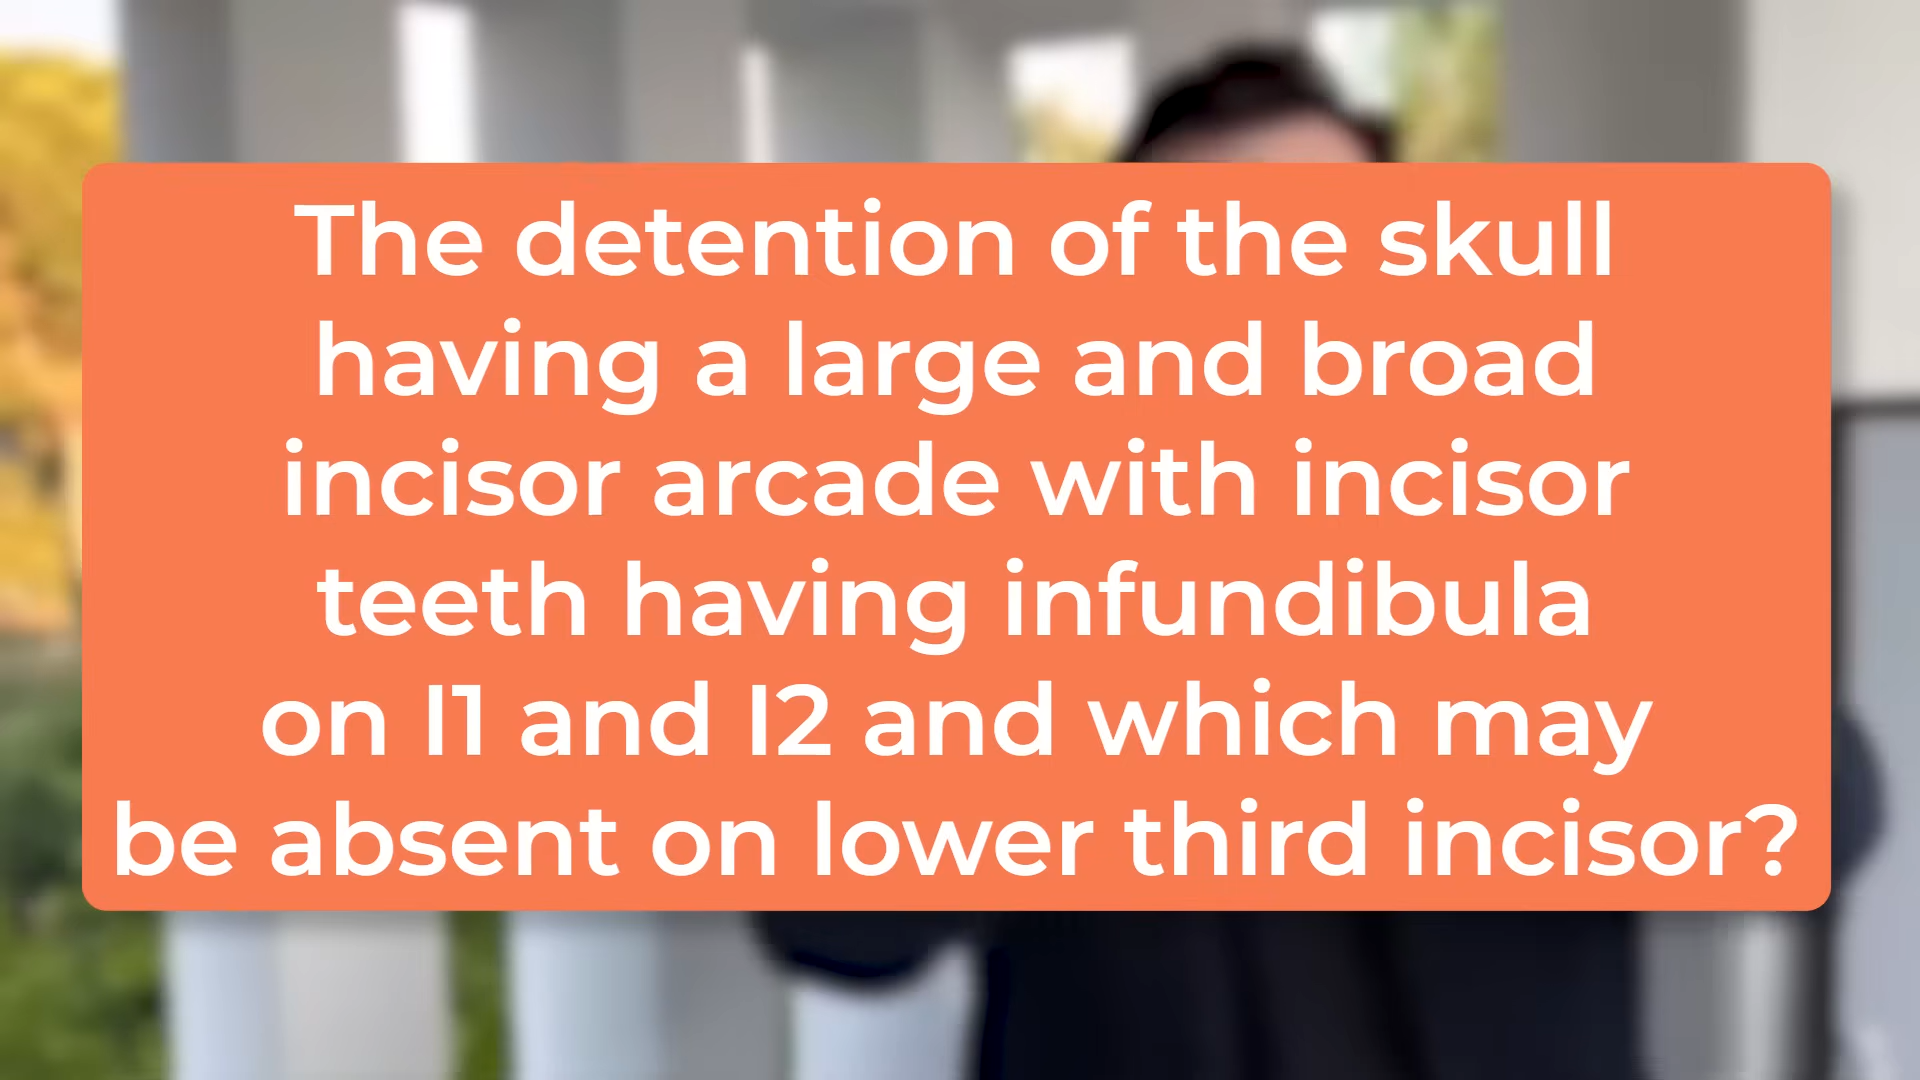 The detention of the skull
having a large and broad
incisor arcade with incisor
teeth having infundibula
on I1 and I2 and which may
be absent on lower third incisor?